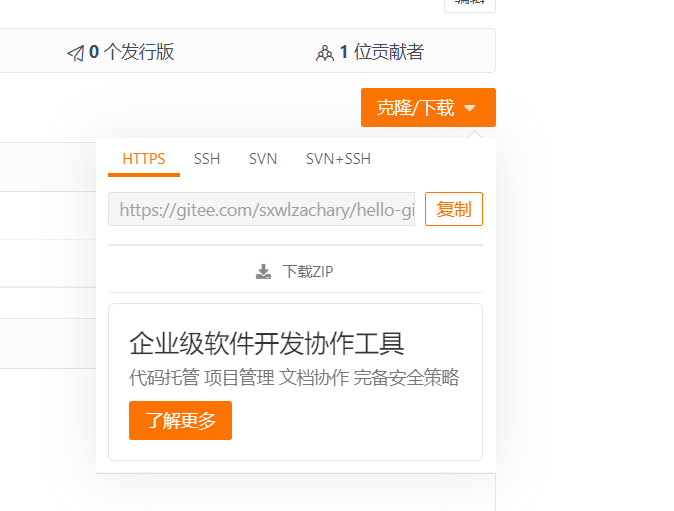 0 个发行版
1 位贡献者
克隆/下载
HTTPS SSH SVN SVN+SSH
https://gitee.com/sxwlzachary/hello-gi
复制
下载ZIP
企业级软件开发协作工具
代码托管 项目管理 文档协作 完备安全策略
了解更多